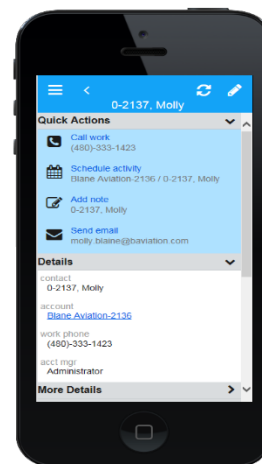 0-2137, Molly
Quick Actions
Call work
(480)-333-1423
Schedule activity
Blane Aviation-2136 / 0-2137, Molly
Add note
0-2137, Molly
Send email
molly.blaine@baviation.com
Details
contact
0-2137, Molly
account
Blane Aviation-2136
work phone
(480)-333-1423
acct mgr
Administrator
More Details